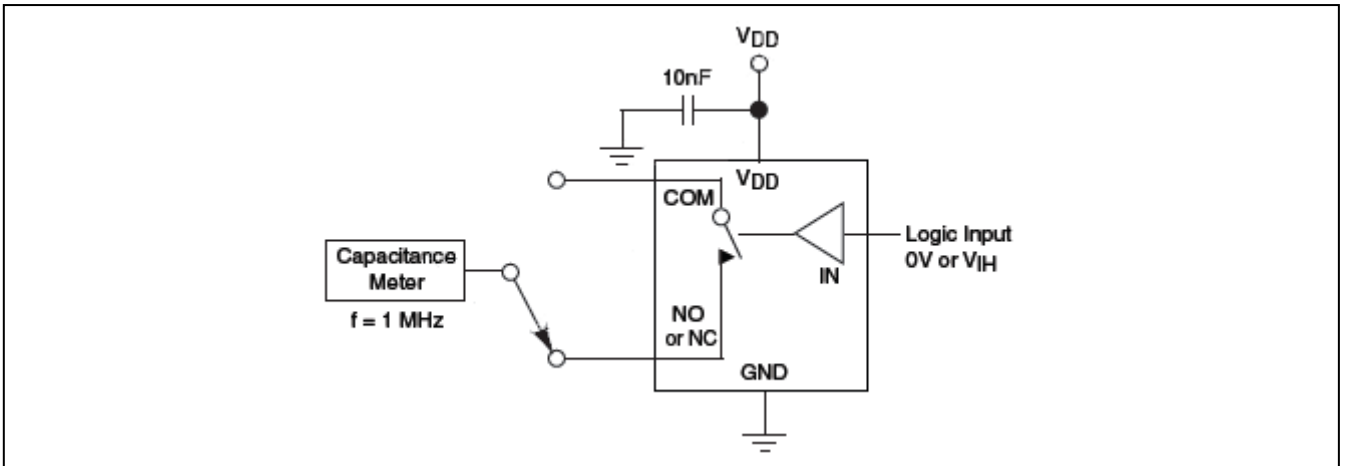 VDD
10nF
VDD
COM
Capacitance
Meter
f = 1 MHz
Logic Input
0V or VIH
IN
NO
or NC
GND